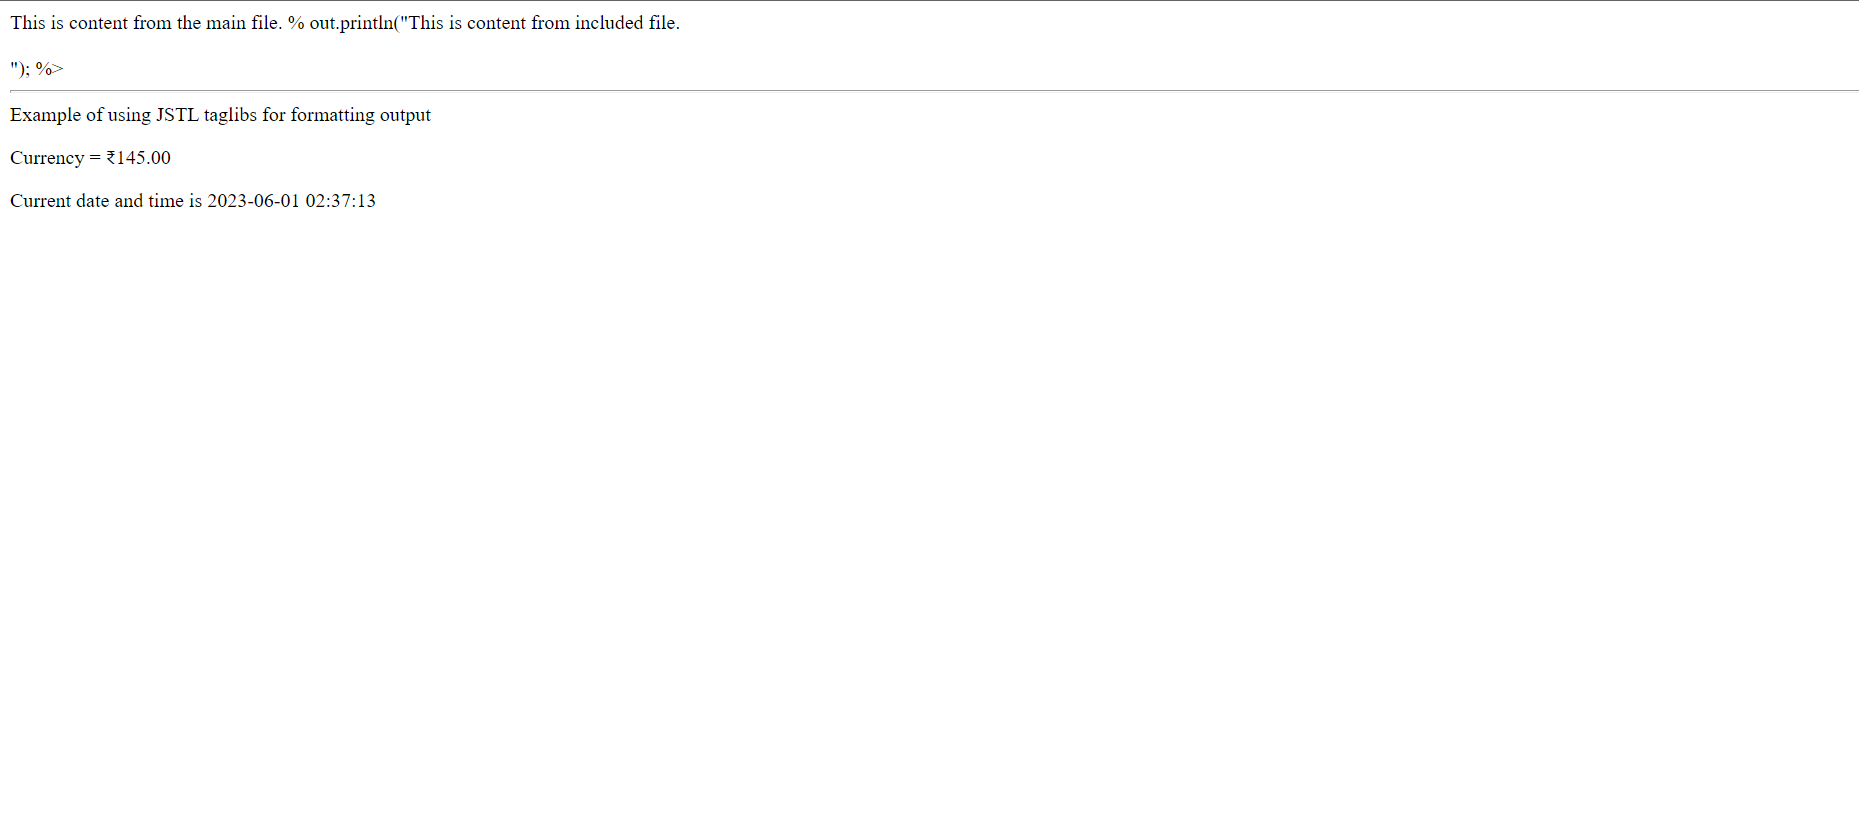 This is content from the main file. % out.println("This is content from included file.
"); %>
Example of using JSTL taglibs for formatting output
Currency = ₹145.00
Current date and time is 2023-06-01 02:37:13